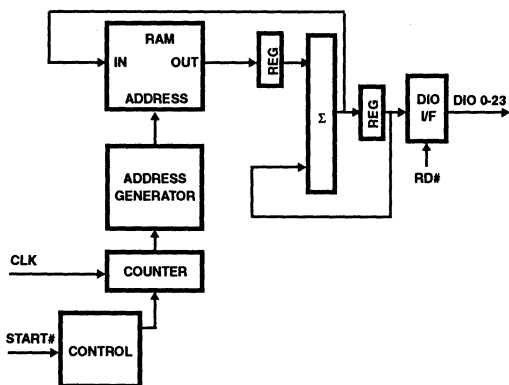 RAM
IN OUT
ADDRESS
REG
Σ
REG
DIO
I/F
DIO 0-23
RD#
ADDRESS
GENERATOR
CLK
COUNTER
START#
CONTROL